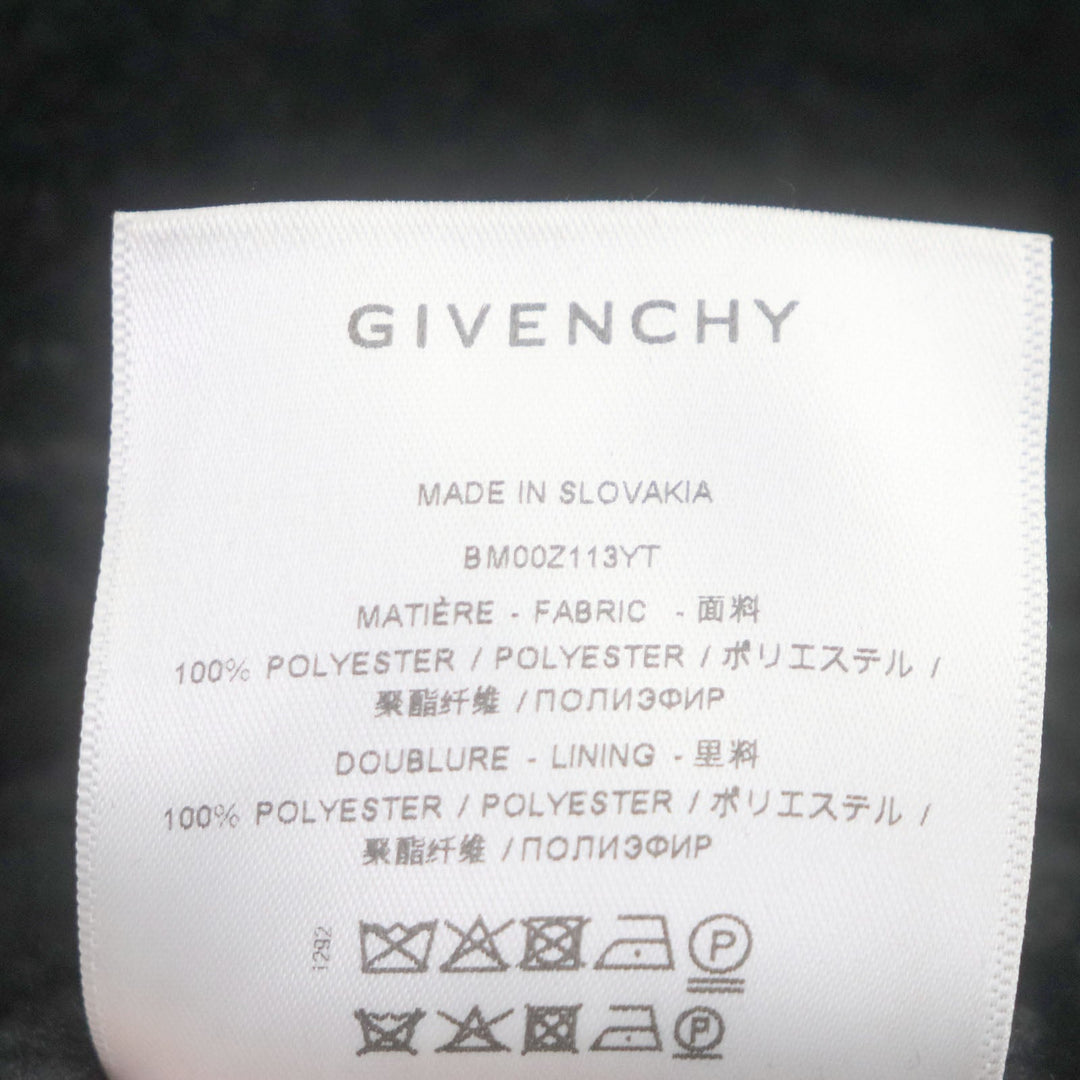 GIVENCHY
MADE IN SLOVAKIA
BM00Z113YT
MATIÈRE - FABRIC - 面料
100% POLYESTER / POLYESTER / ポリエステル /
聚酯纤维 /ПОЛИЭФИР
DOUBLURE - LINING - 里料
100% POLYESTER / POLYESTER / ポリエステル /
聚酯纤维 /ПОЛИЭФИР
1292
P
P